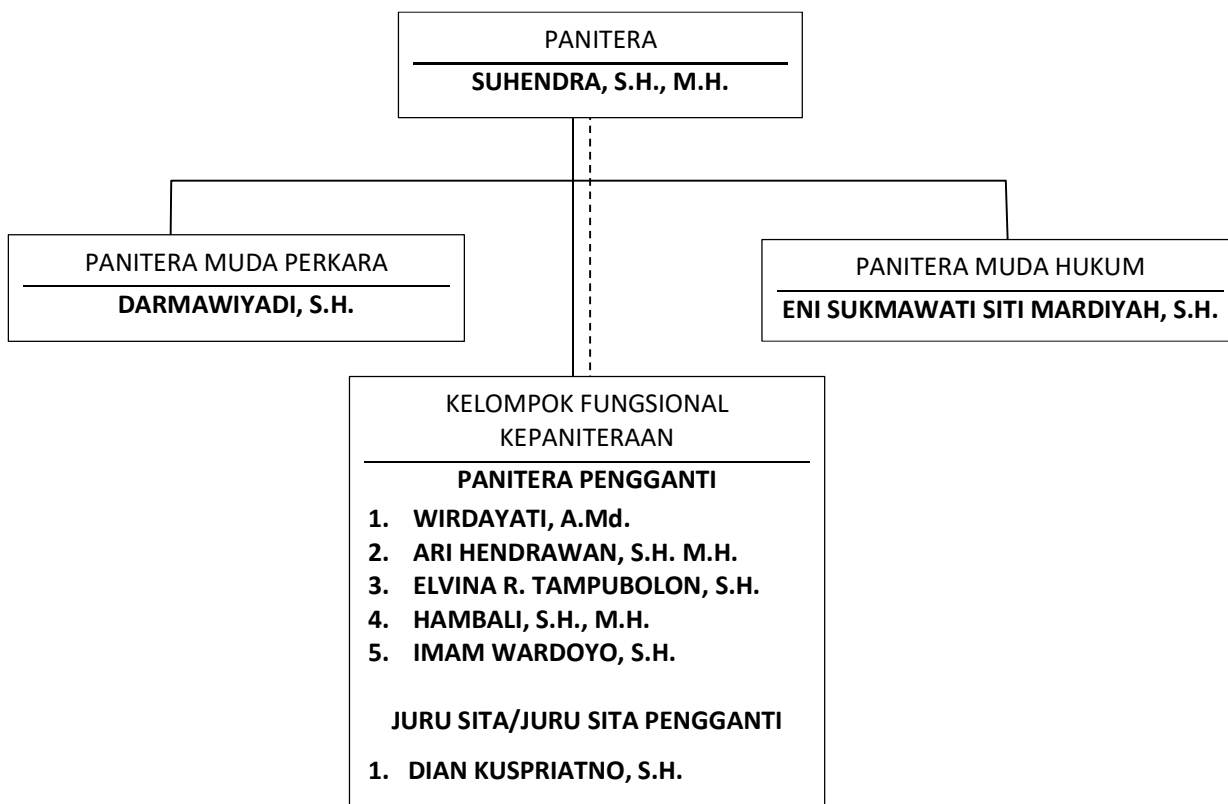 PANITERA
SUHENDRA, S.H., M.H.
PANITERA MUDA PERKARA
DARMAWIYADI, S.H.
PANITERA MUDA HUKUM
ENI SUKMAWATI SITI MARDIYAH, S.H.
KELOMPOK FUNGSIONAL
KEPANITERAAN
PANITERA PENGGANTI
1. WIRDAYATI, A.Md.
2. ARI HENDRAWAN, S.H. M.H.
3. ELVINA R. TAMPUBOLON, S.H.
4. HAMBALI, S.H., M.H.
5. IMAM WARDOYO, S.H.
JURU SITA/JURU SITA PENGGANTI
1. DIAN KUSPRIATNO, S.H.